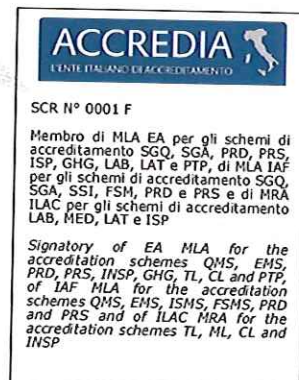 ACCREDIA
L'ENTE ITALIANO DI ACCREDITAMENTO
SCR N° 0001 F
Membro di MLA EA per gli schemi di
accreditamento SGQ, SGA, PRD, PRS,
ISP, GHG, LAB, LAT e PTP, di MLA IAF
per gli schemi di accreditamento SGQ,
SGA, SSI, FSM, PRD e PRS e di MRA
ILAC per gli schemi di accreditamento
LAB, MED, LAT e ISP
Signatory of EA MLA for the
accreditation schemes QMS, EMS,
PRD, PRS, INSP, GHG, TL, CL and PTP,
of IAF MLA for the accreditation
schemes QMS, EMS, ISMS, FSMS, PRD
and PRS and of ILAC MRA for the
accreditation schemes TL, ML, CL and
INSP